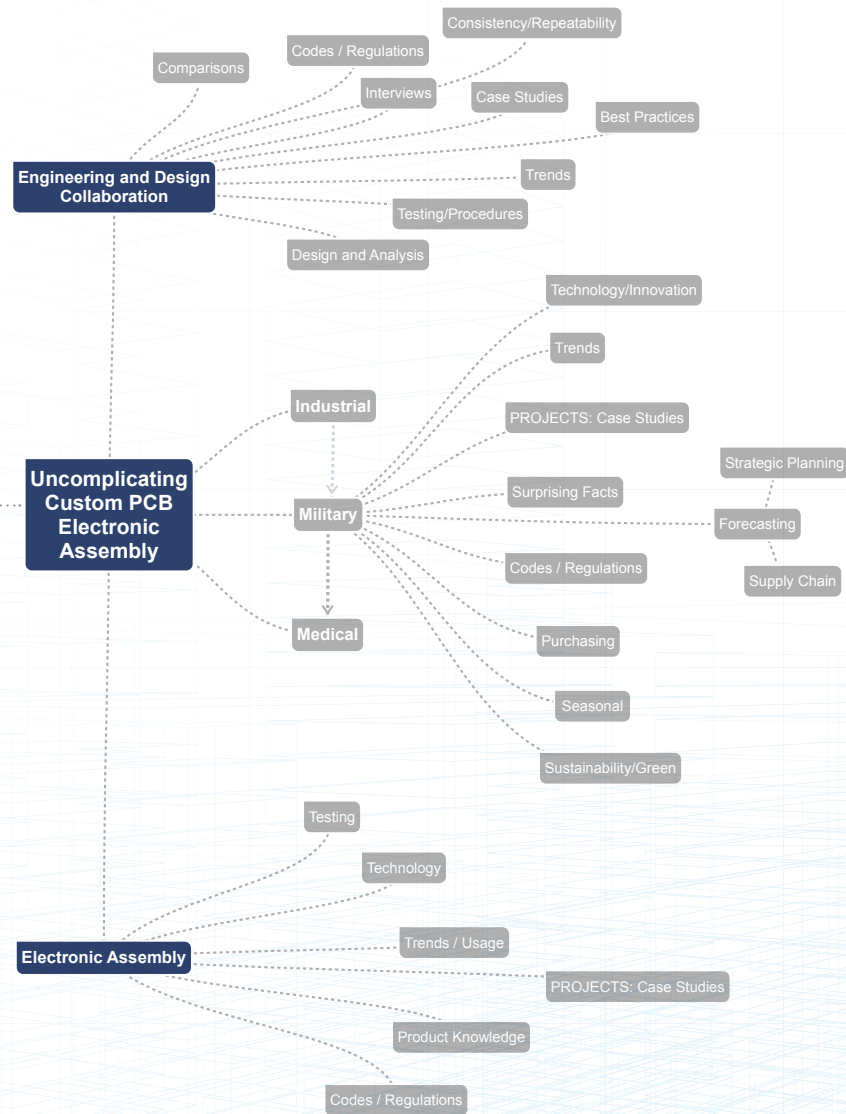 Consistency/Repeatability
Codes / Regulations
Comparisons
Interviews
Case Studies
Best Practices
Engineering and Design
Collaboration
Trends
Testing/Procedures
Design and Analysis
Technology/Innovation
Trends
Industrial
PROJECTS: Case Studies
Uncomplicating
Custom PCB
Electronic
Assembly
Strategic Planning
Surprising Facts
Military
Forecasting
Codes / Regulations
Supply Chain
Medical
Purchasing
Seasonal
Sustainability/Green
Testing
Technology
Trends / Usage
Electronic Assembly
PROJECTS: Case Studies
Product Knowledge
Codes / Regulations